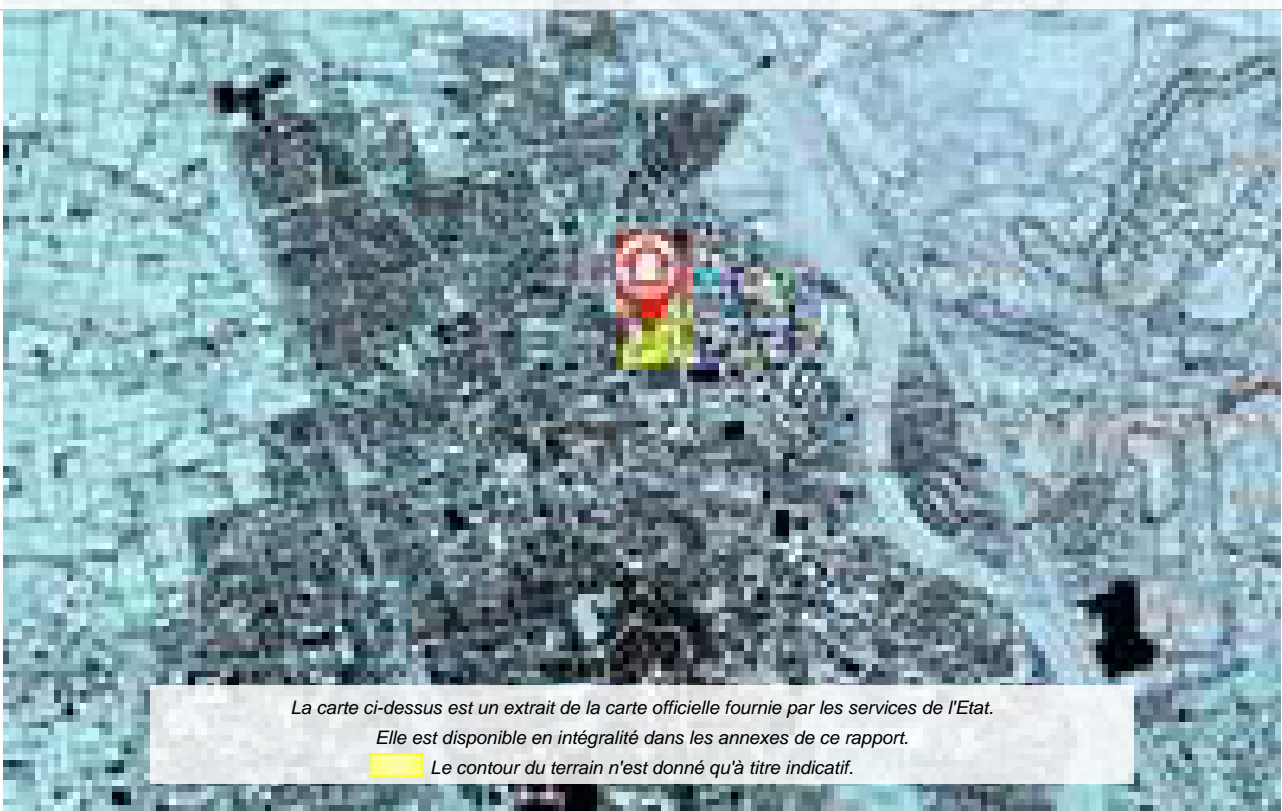 La carte ci-dessus est un extrait de la carte officielle fournie par les services de l'Etat.
Elle est disponible en intégralité dans les annexes de ce rapport.
Le contour du terrain n'est donné qu'à titre indicatif.